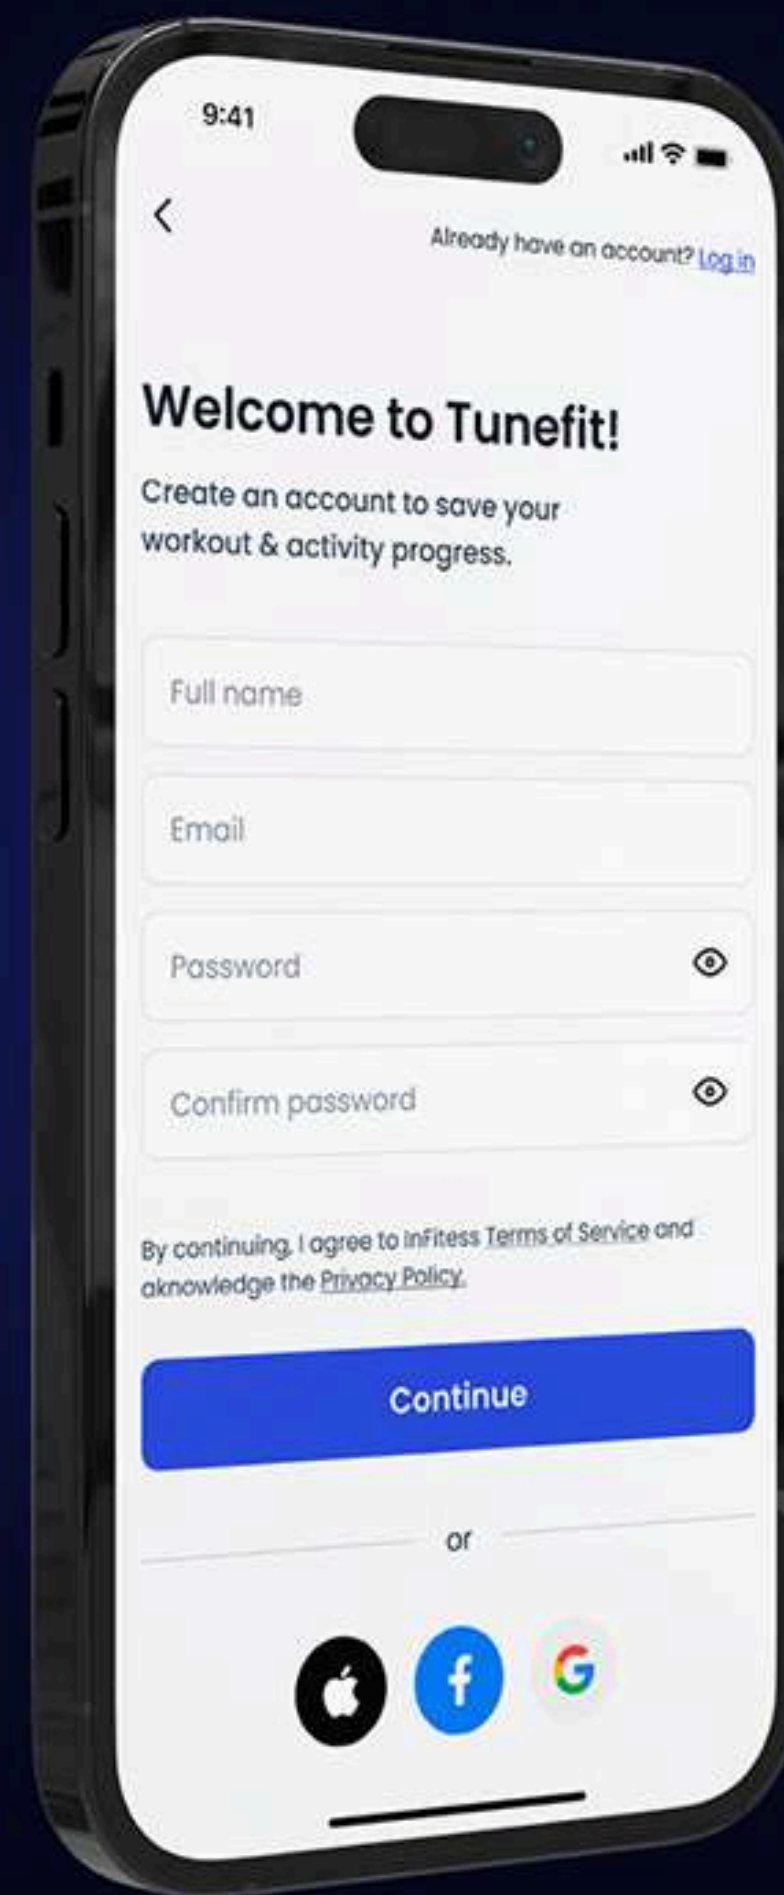 9:41
Already have an account? Log in
Welcome to Tunefit!
Create an account to save your
workout & activity progress.
Full name
Email
Password
Confirm password
By continuing, I agree to InFitess Terms of Service and
aknowledge the Privacy Policy.
Continue
or